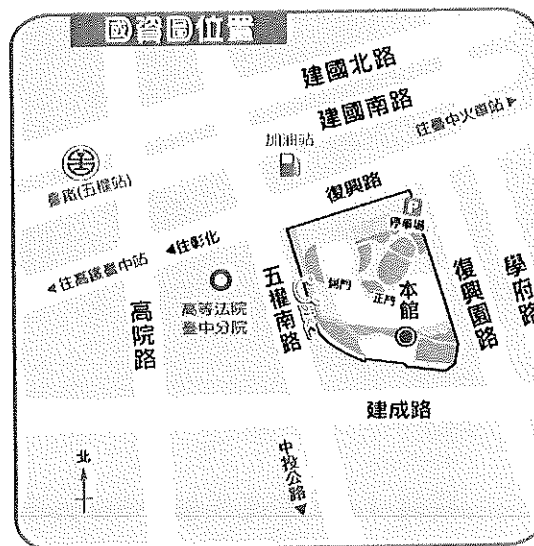 國資圖位置
建國北路
建國南路
往臺中火車站▶
加油站
臺鐵(五權站)
復興路
停車場
◀往彰化
◀往高鐵臺中站
高等法院
臺中分院
五權南路
側門
正門
本館
復興園路
學府路
高院路
建成路
北
中投公路